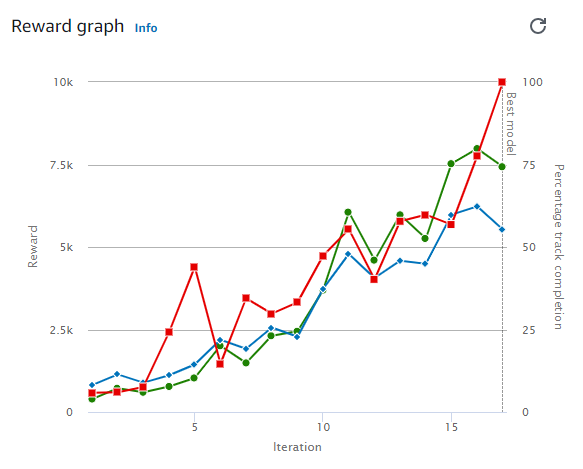 Reward graph Info
10k
7.5k
5k
2.5k
0
Reward
100
75
50
25
0
Percentage track completion
Best model
5
10
15
Iteration